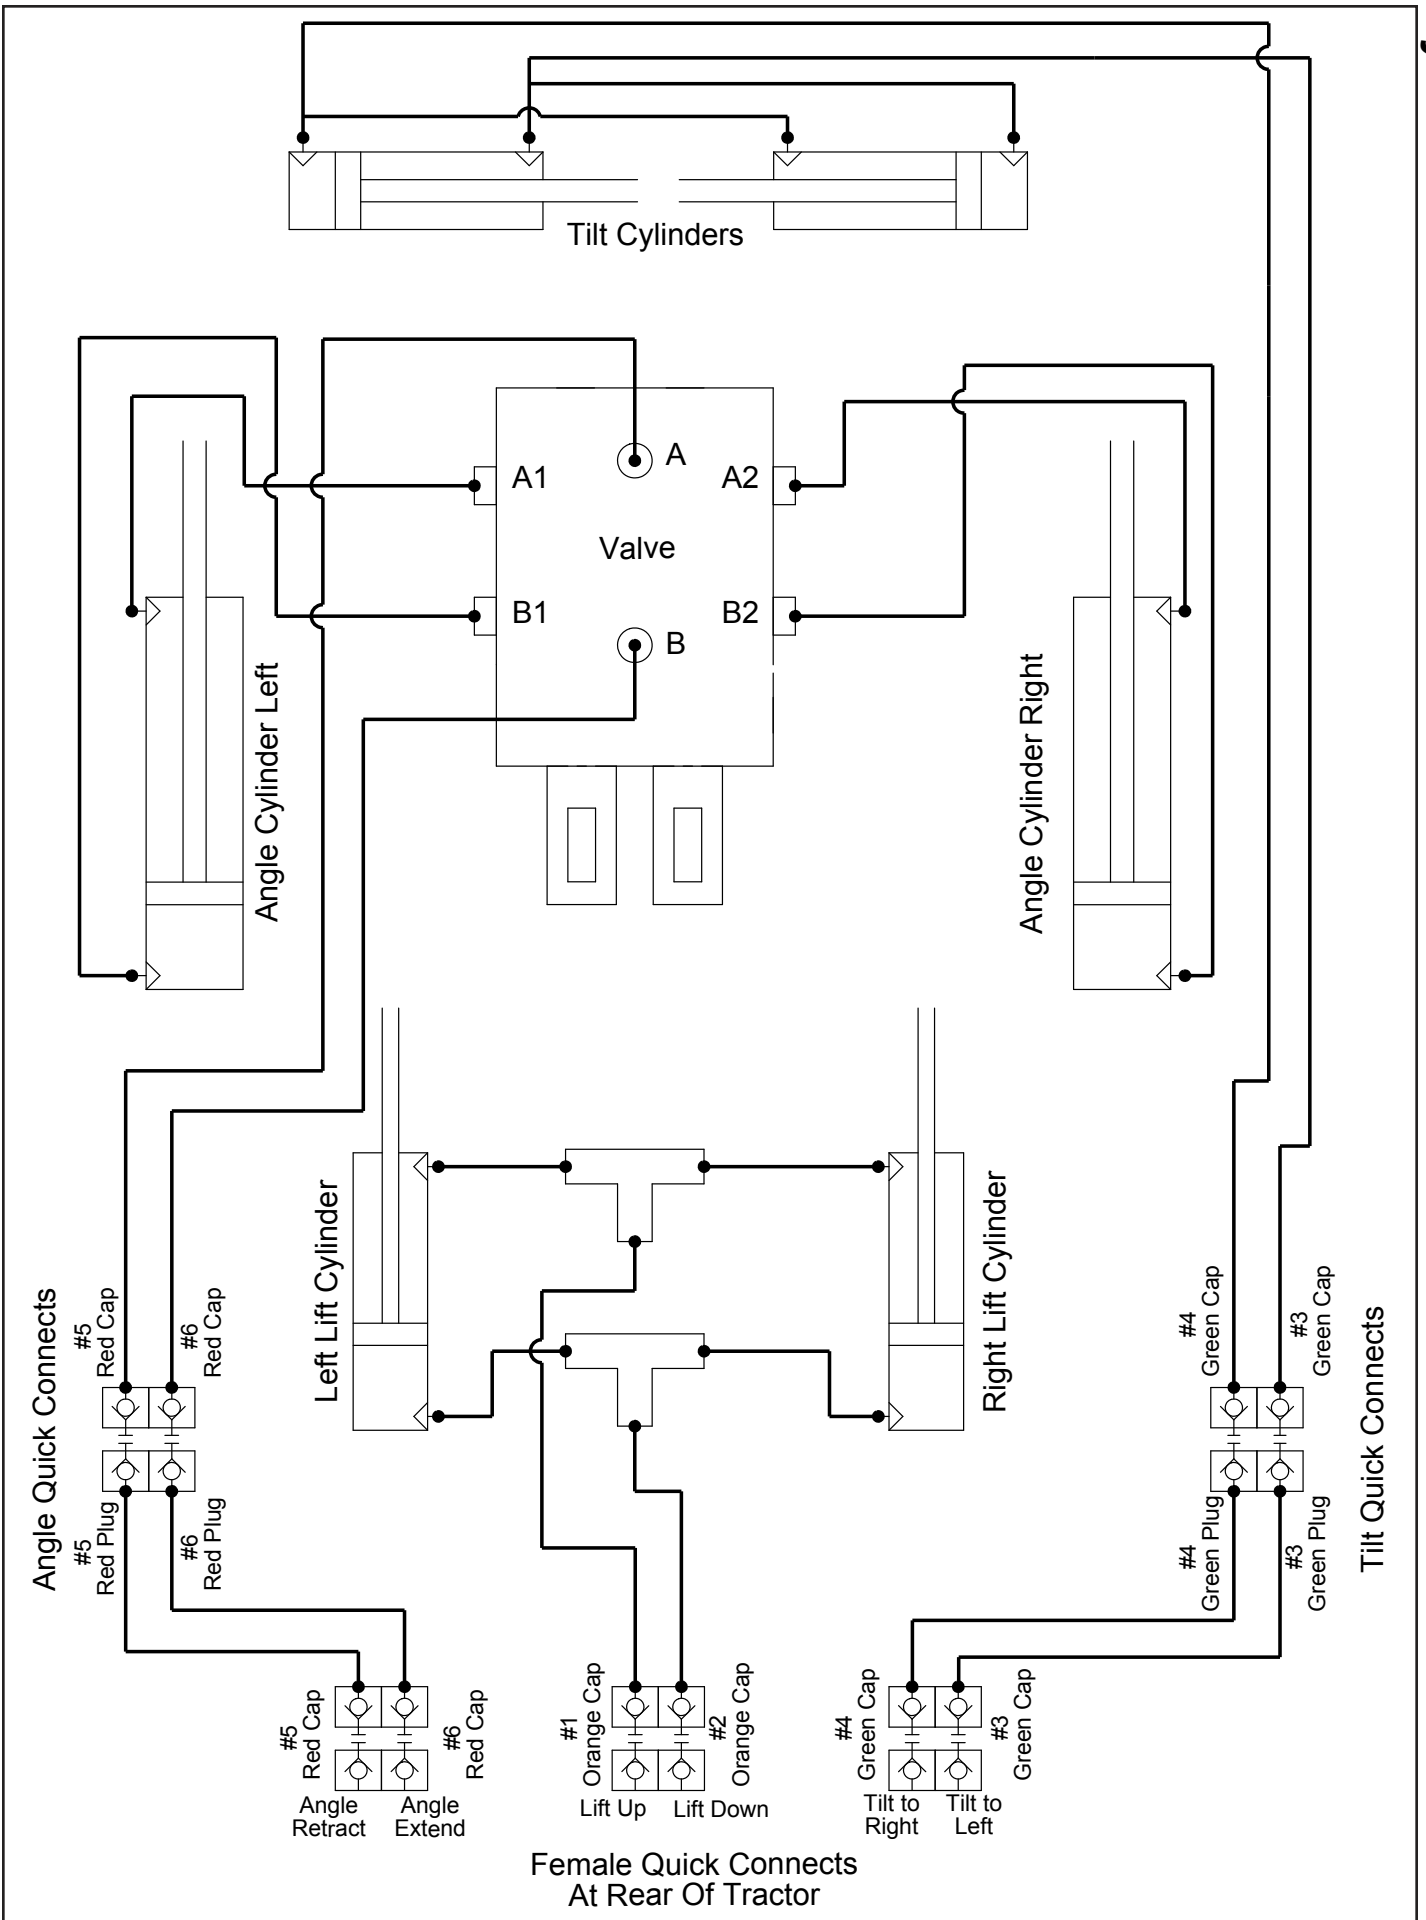 Tilt Cylinders
A
A1
A2
Valve
B1
B2
B
Angle Cylinder Left
Angle Cylinder Right
Left Lift Cylinder
Right Lift Cylinder
Angle Quick Connects
#5
Red Cap
#6
Red Cap
#5
Red Plug
#6
Red Plug
#4
Green Cap
#3
Green Cap
Tilt Quick Connects
#4
Green Plug
#3
Green Plug
#5
Red Cap
#6
Red Cap
#1
Orange Cap
#2
Orange Cap
#4
Green Cap
#3
Green Cap
Angle
Retract
Angle
Extend
Lift Up
Lift Down
Tilt to
Right
Tilt to
Left
Female Quick Connects
At Rear Of Tractor